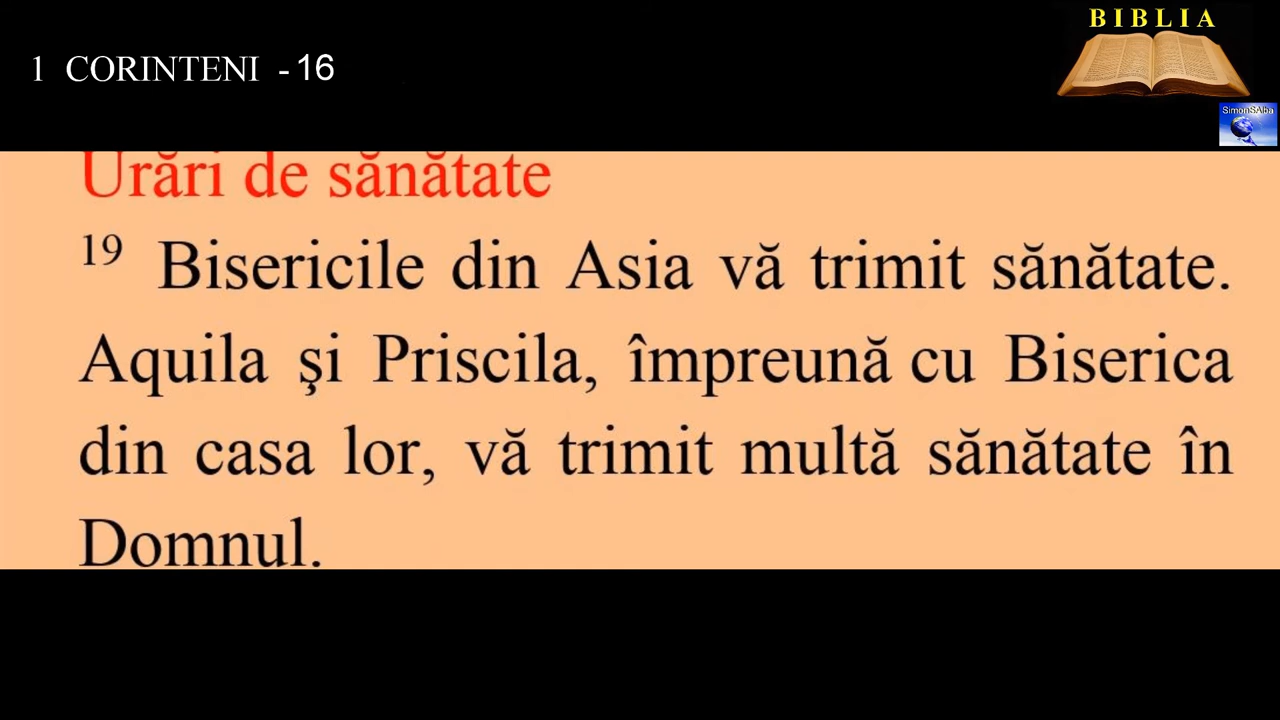 BIBLIA
1 CORINTENI - 16
SimonSAlba
Urări de sănătate
19 Bisericile din Asia vă trimit sănătate.
Aquila şi Priscila, împreună cu Biserica
din casa lor, vă trimit multă sănătate în
Domnul.